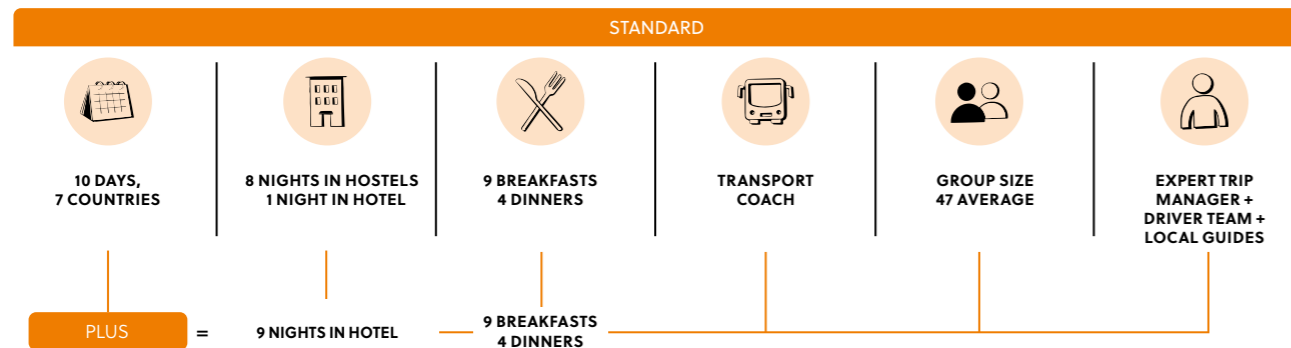 STANDARD
10 DAYS,
7 COUNTRIES
8 NIGHTS IN HOSTELS
1 NIGHT IN HOTEL
9 BREAKFASTS
4 DINNERS
TRANSPORT
COACH
GROUP SIZE
47 AVERAGE
EXPERT TRIP
MANAGER +
DRIVER TEAM +
LOCAL GUIDES
PLUS
=
9 NIGHTS IN HOTEL
9 BREAKFASTS
4 DINNERS